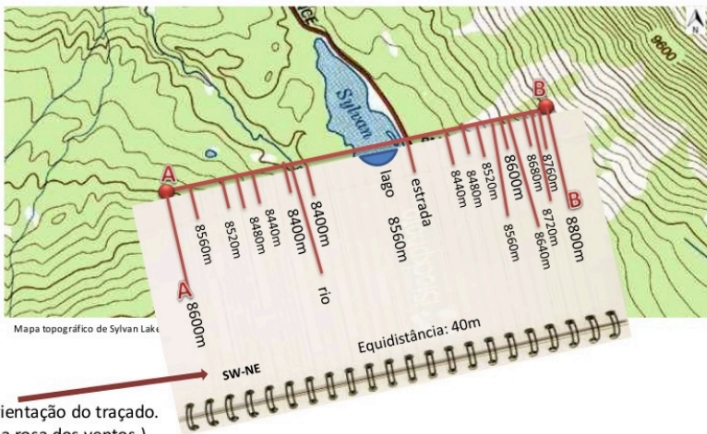 N
9600
Sylvan
A
B
8560m
8520m
8480m
8440m
8400m
8400m
rio
lago
estrada
8560m
8440m
8480m
8520m
8600m
8560m
8680m
8640m
8760m
8720m
B
8800m
A
8600m
Mapa topográfico de Sylvan Lake
Equidistância: 40m
SW-NE
ientação do traçado.
a rosa dos ventos.)